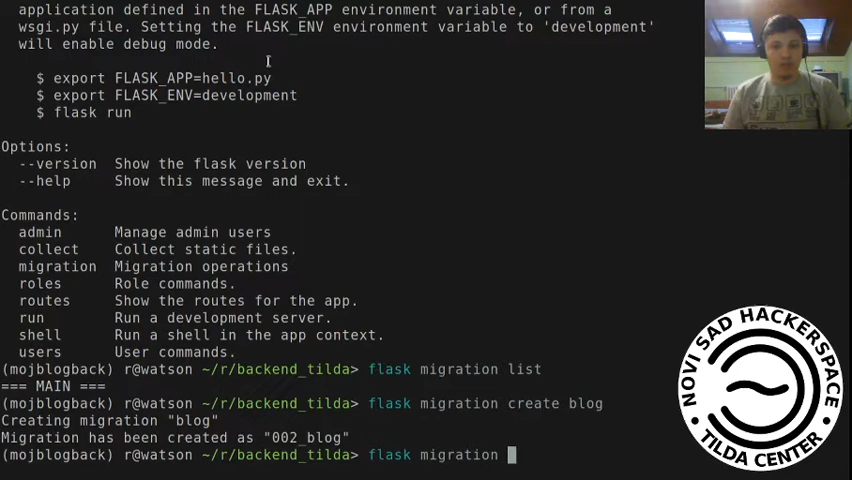 application defined in the FLASK_APP environment variable, or from a
wsgi.py file. Setting the FLASK_ENV environment variable to 'development'
will enable debug mode.
$ export FLASK_APP=hello.py
$ export FLASK_ENV=development
$ flask run
Options:
--version  Show the flask version
--help     Show this message and exit.
Commands:
admin      Manage admin users
collect    Collect static files.
migration  Migration operations
roles      Role commands.
routes     Show the routes for the app.
run        Run a development server.
shell      Run a shell in the app context.
users      User commands.
(mojblogback) r@watson ~/r/backend_tilda> flask migration list
=== MAIN ===
(mojblogback) r@watson ~/r/backend_tilda> flask migration create blog
Creating migration "blog"
Migration has been created as "002_blog"
(mojblogback) r@watson ~/r/backend_tilda> flask migration
NOVI SAD HACKERSPACE
TILDA CENTER